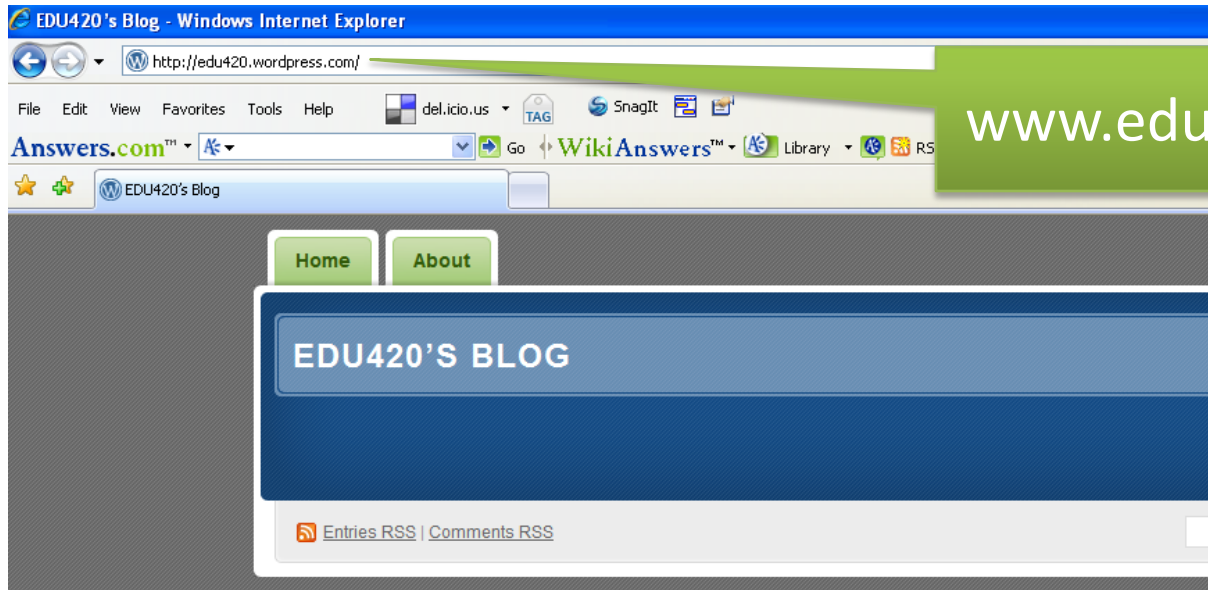 EDU420's Blog - Windows Internet Explorer
http://edu420.wordpress.com/
File Edit View Favorites Tools Help del.icio.us TAG SnagIt
www.edu
Answers.com™ Go WikiAnswers™ Library RS
EDU420's Blog
Home About
EDU420'S BLOG
Entries RSS | Comments RSS